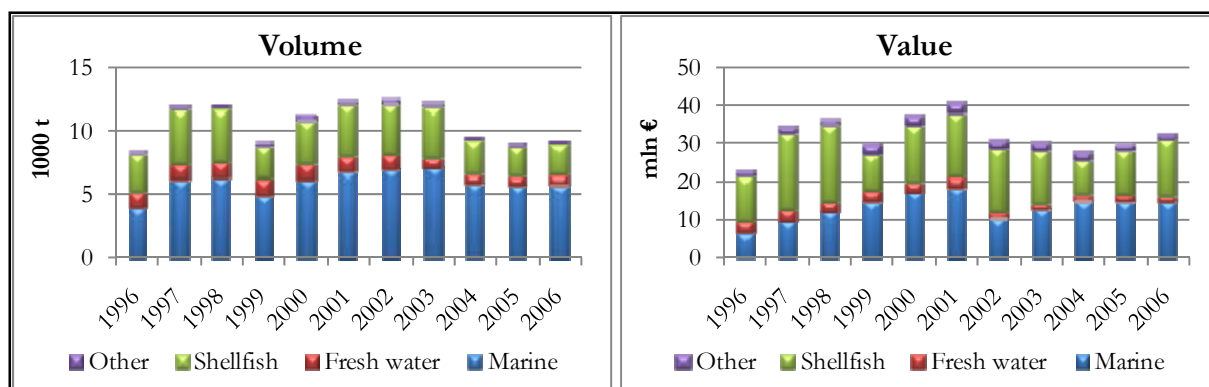 Volume
1000 t
15
10
5
0
1996 1997 1998 1999 2000 2001 2002 2003 2004 2005 2006
Other Shellfish Fresh water Marine
Value
mln €
50
40
30
20
10
0
1996 1997 1998 1999 2000 2001 2002 2003 2004 2005 2006
Other Shellfish Fresh water Marine